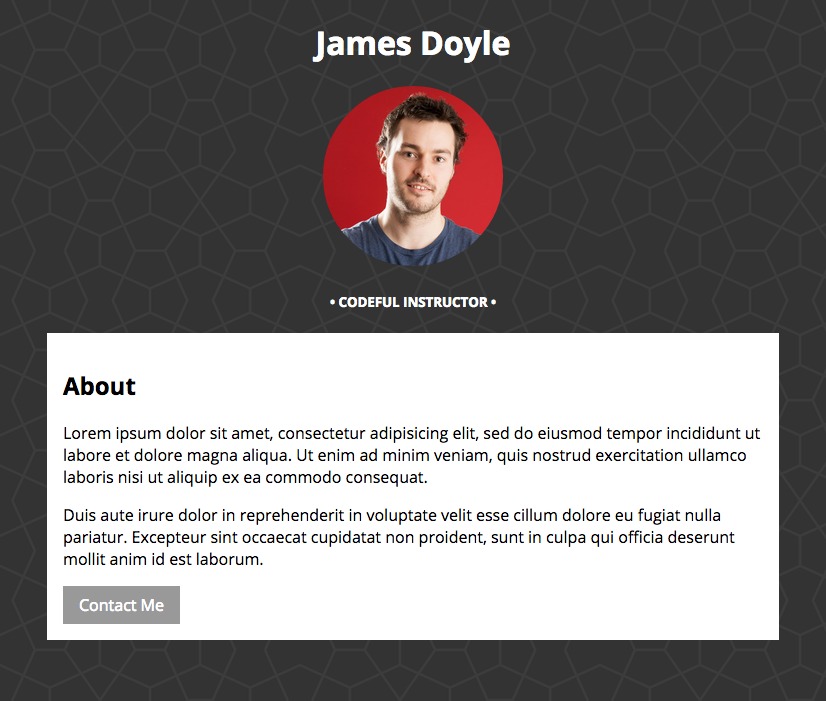 James Doyle
• CODEFUL INSTRUCTOR •
About
Lorem ipsum dolor sit amet, consectetur adipisicing elit, sed do eiusmod tempor incididunt ut
labore et dolore magna aliqua. Ut enim ad minim veniam, quis nostrud exercitation ullamco
laboris nisi ut aliquip ex ea commodo consequat.
Duis aute irure dolor in reprehenderit in voluptate velit esse cillum dolore eu fugiat nulla
pariatur. Excepteur sint occaecat cupidatat non proident, sunt in culpa qui officia deserunt
mollit anim id est laborum.
Contact Me